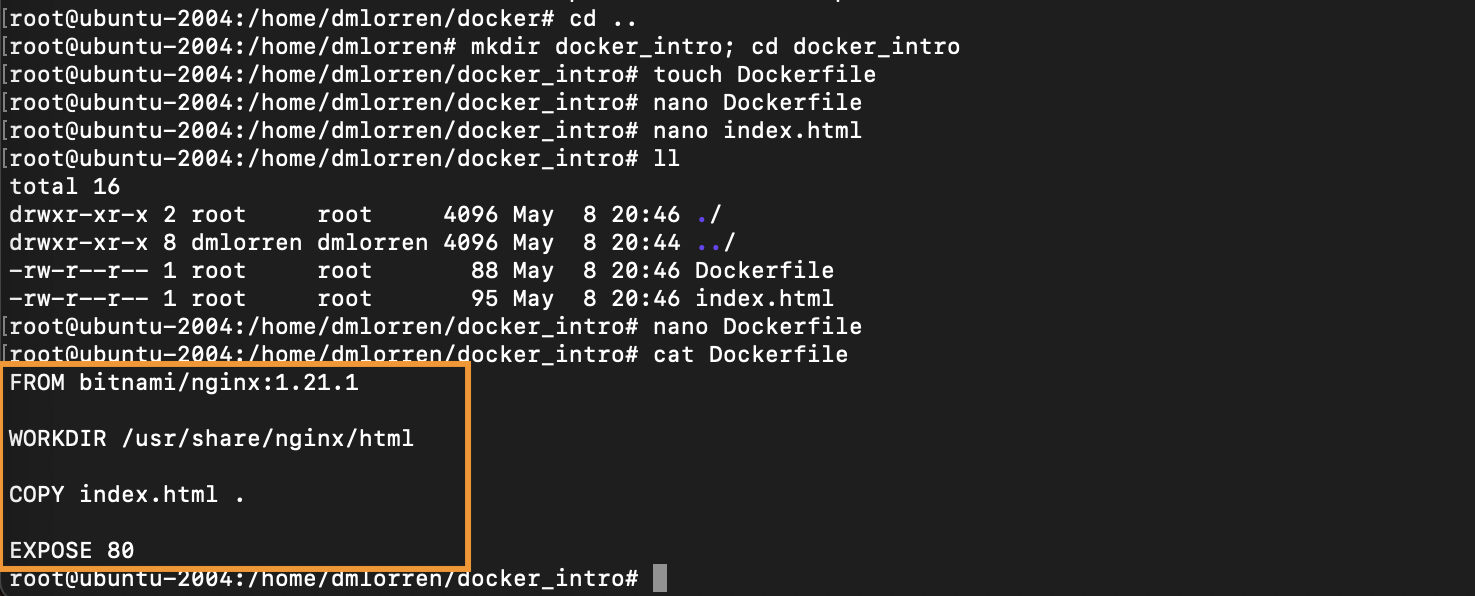 [root@ubuntu-2004:/home/dmlorren/docker# cd ..
[root@ubuntu-2004:/home/dmlorren# mkdir docker_intro; cd docker_intro
[root@ubuntu-2004:/home/dmlorren/docker_intro# touch Dockerfile
[root@ubuntu-2004:/home/dmlorren/docker_intro# nano Dockerfile
[root@ubuntu-2004:/home/dmlorren/docker_intro# nano index.html
[root@ubuntu-2004:/home/dmlorren/docker_intro# ll
total 16
drwxr-xr-x 2 root     root     4096 May  8 20:46 ./
drwxr-xr-x 8 dmlorren dmlorren 4096 May  8 20:44 ../
-rw-r--r-- 1 root     root       88 May  8 20:46 Dockerfile
-rw-r--r-- 1 root     root       95 May  8 20:46 index.html
[root@ubuntu-2004:/home/dmlorren/docker_intro# nano Dockerfile
[root@ubuntu-2004:/home/dmlorren/docker_intro# cat Dockerfile
FROM bitnami/nginx:1.21.1
WORKDIR /usr/share/nginx/html
COPY index.html .
EXPOSE 80
root@ubuntu-2004:/home/dmlorren/docker_intro#